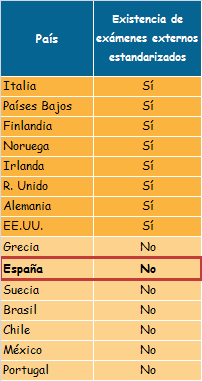 País Existencia de exámenes externos estandarizados
Italia Sí
Países Bajos Sí
Finlandia Sí
Noruega Sí
Irlanda Sí
R. Unido Sí
Alemania Sí
EE.UU. Sí
Grecia No
España No
Suecia No
Brasil No
Chile No
México No
Portugal No